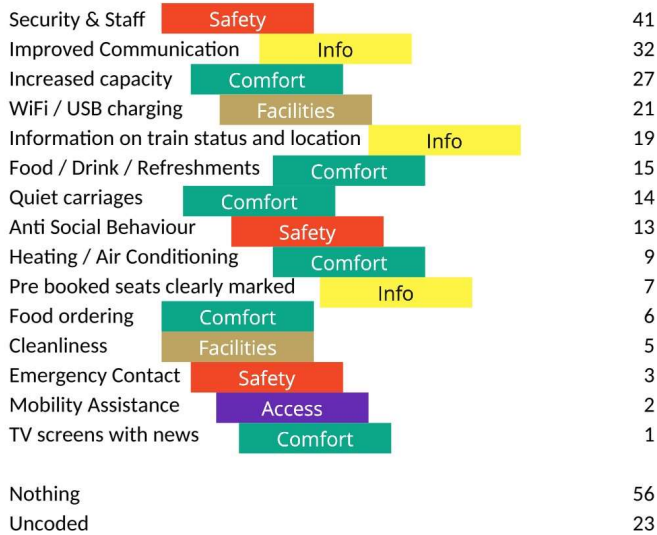 Security & Staff Safety 41
Improved Communication Info 32
Increased capacity Comfort 27
WiFi / USB charging Facilities 21
Information on train status and location Info 19
Food / Drink / Refreshments Comfort 15
Quiet carriages Comfort 14
Anti Social Behaviour Safety 13
Heating / Air Conditioning Comfort 9
Pre booked seats clearly marked Info 7
Food ordering Comfort 6
Cleanliness Facilities 5
Emergency Contact Safety 3
Mobility Assistance Access 2
TV screens with news Comfort 1
Nothing 56
Uncoded 23